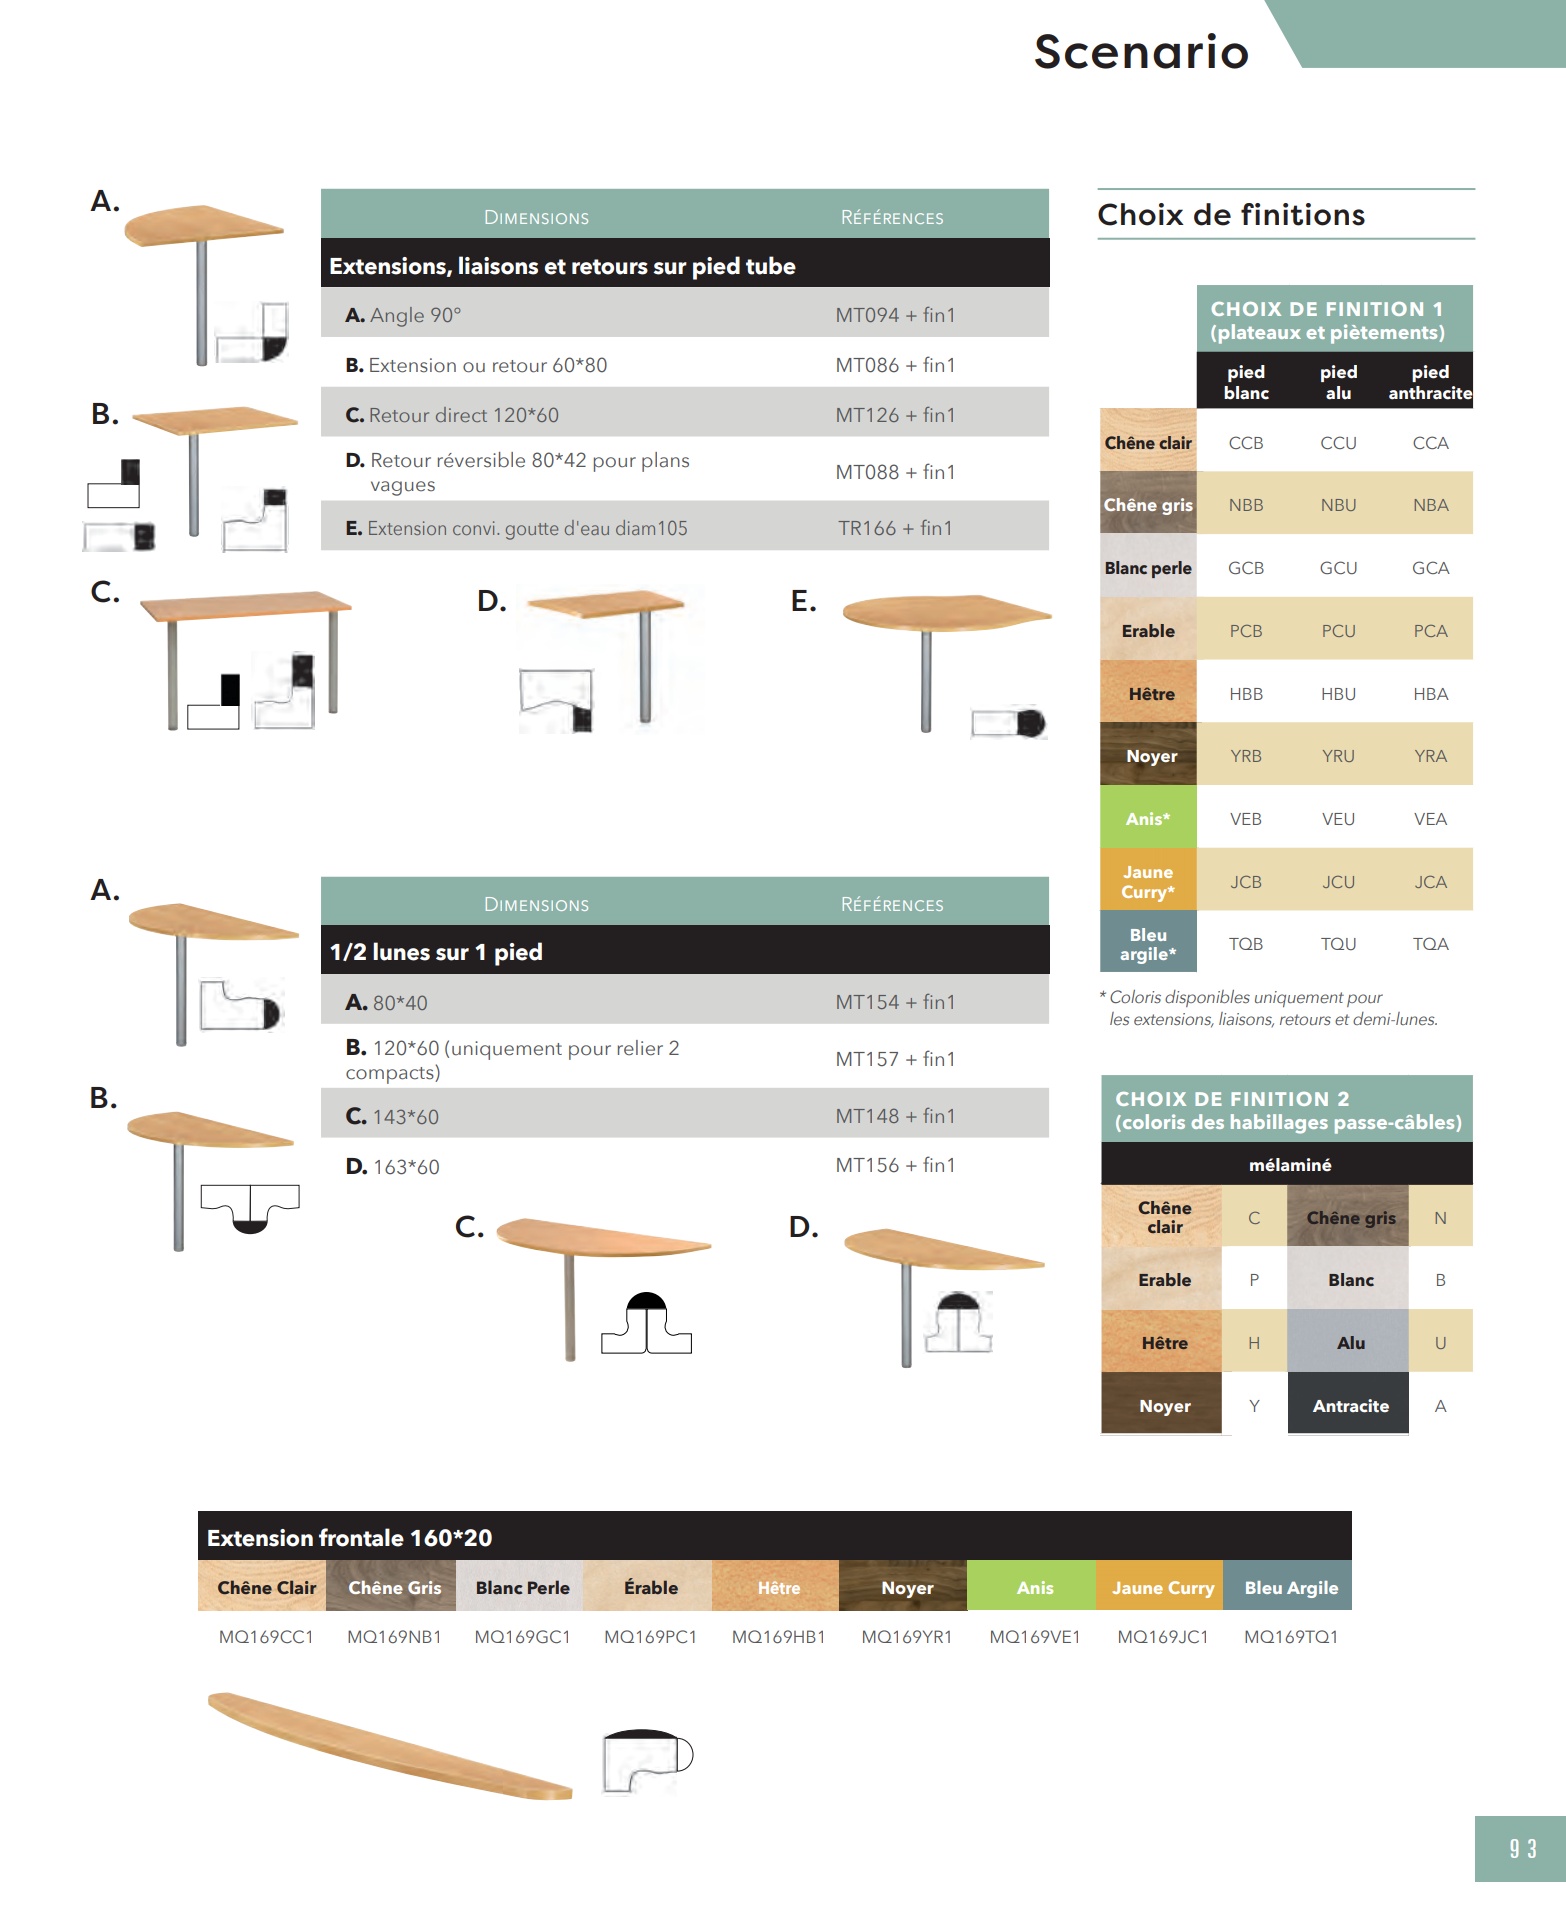 Scenario
A.
B.
C.
D.
E.
DIMENSIONS RÉFÉRENCES
Extensions, liaisons et retours sur pied tube
A. Angle 90° MT094 + fin1
B. Extension ou retour 60*80 MT086 + fin1
C. Retour direct 120*60 MT126 + fin1
D. Retour réversible 80*42 pour plans
vagues MT088 + fin1
E. Extension convi. goutte d'eau diam105 TR166 + fin1
A.
B.
C.
D.
DIMENSIONS RÉFÉRENCES
1/2 lunes sur 1 pied
A. 80*40 MT154 + fin1
B. 120*60 (uniquement pour relier 2
compacts) MT157 + fin1
C. 143*60 MT148 + fin1
D. 163*60 MT156 + fin1
Choix de finitions
CHOIX DE FINITION 1
(plateaux et piètements)
pied pied pied
blanc alu anthracite
Chêne clair CCB CCU CCA
Chêne gris NBB NBU NBA
Blanc perle GCB GCU GCA
Erable PCB PCU PCA
Hêtre HBB HBU HBA
Noyer YRB YRU YRA
Anis* VEB VEU VEA
Jaune
Curry* JCB JCU JCA
Bleu
argile* TQB TQU TQA
* Coloris disponibles uniquement pour
les extensions, liaisons, retours et demi-lunes.
CHOIX DE FINITION 2
(coloris des habillages passe-câbles)
mélaminé
Chêne
clair C Chêne gris N
Erable P Blanc B
Hêtre H Alu U
Noyer Y Antracite A
Extension frontale 160*20
Chêne Clair Chêne Gris Blanc Perle Érable Hêtre Noyer Anis Jaune Curry Bleu Argile
MQ169CC1 MQ169NB1 MQ169GC1 MQ169PC1 MQ169HB1 MQ169YR1 MQ169VE1 MQ169JC1 MQ169TQ1
93